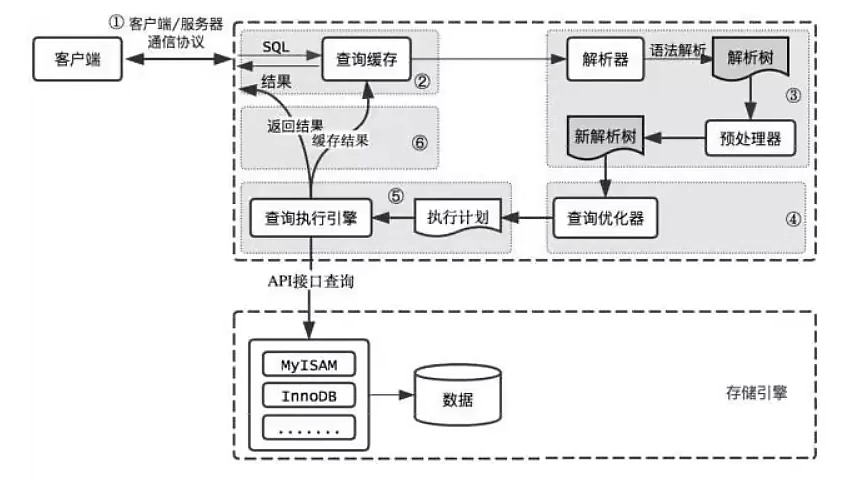 ① 客户端/服务器
通信协议
客户端
SQL
结果
查询缓存
②
解析器
语法解析
解析树
③
预处理器
新解析树
返回结果
缓存结果
⑥
查询执行引擎
⑤
执行计划
查询优化器
④
API接口查询
MyISAM
InnoDB
.......
数据
存储引擎